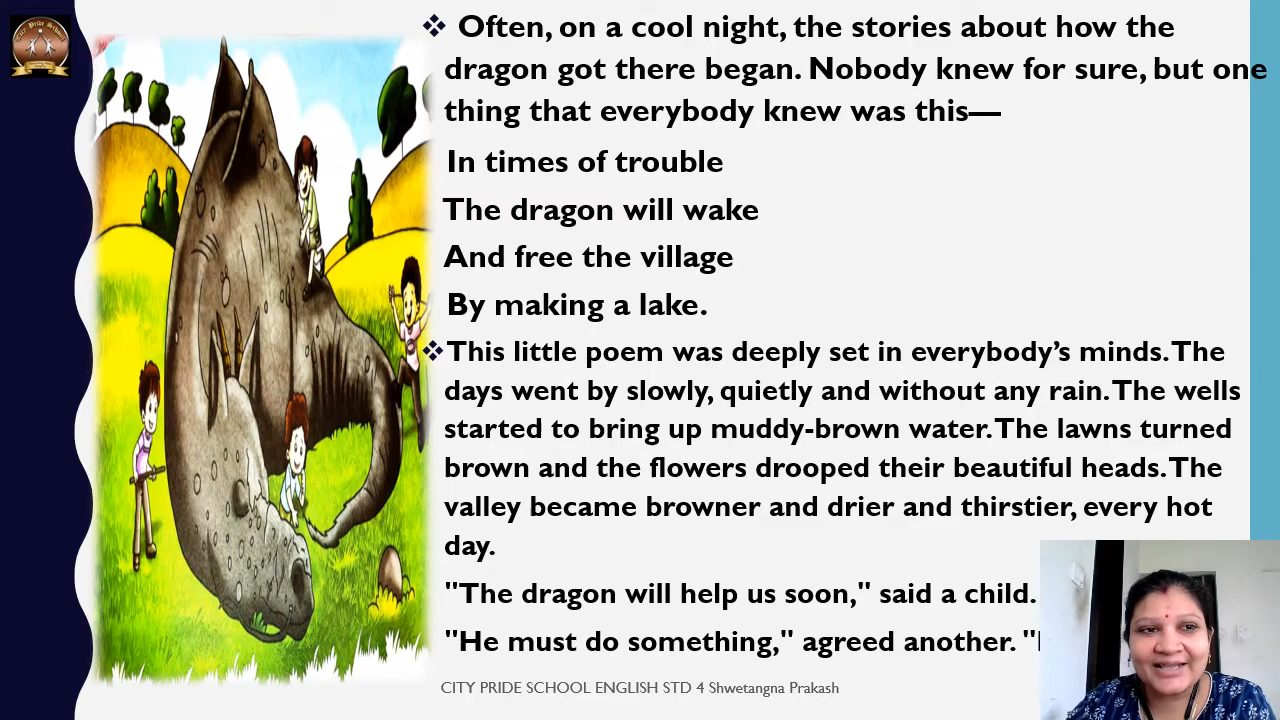 ❖ Often, on a cool night, the stories about how the
dragon got there began. Nobody knew for sure, but one
thing that everybody knew was this—
In times of trouble
The dragon will wake
And free the village
By making a lake.
❖This little poem was deeply set in everybody’s minds. The
days went by slowly, quietly and without any rain. The wells
started to bring up muddy-brown water. The lawns turned
brown and the flowers drooped their beautiful heads. The
valley became browner and drier and thirstier, every hot
day.
"The dragon will help us soon," said a child.
"He must do something," agreed another. "
CITY PRIDE SCHOOL ENGLISH STD 4 Shwetangna Prakash
City Pride School